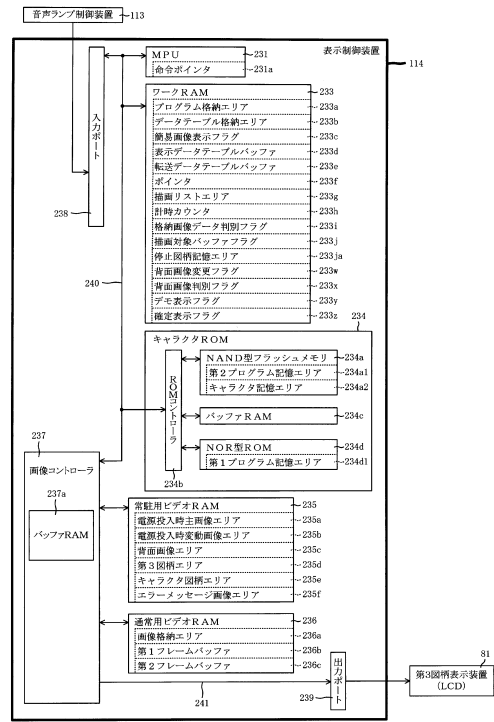 音声ランプ制御装置
113
表示制御装置
114
MPU
231
命令ポインタ
231a
入力ポート
238
ワークRAM
233
プログラム格納エリア
233a
データテーブル格納エリア
233b
簡易画像表示フラグ
233c
表示データテーブルバッファ
233d
転送データテーブルバッファ
233e
ポインタ
233f
描画リストエリア
233g
計時カウンタ
233h
格納画像データ判別フラグ
233i
描画対象バッファフラグ
233j
停止図柄記憶エリア
233ja
背面画像変更フラグ
233w
背面画像判別フラグ
233x
デモ表示フラグ
233y
確定表示フラグ
233z
240
234
キャラクタROM
NAND型フラッシュメモリ
234a
第2プログラム記憶エリア
234a1
キャラクタ記憶エリア
234a2
ROMコントローラ
234b
バッファRAM
234c
NOR型ROM
234d
第1プログラム記憶エリア
234d1
237
画像コントローラ
237a
バッファRAM
常駐用ビデオRAM
235
電源投入時主画像エリア
235a
電源投入時変動画像エリア
235b
背面画像エリア
235c
第3図柄エリア
235d
キャラクタ図柄エリア
235e
エラーメッセージ画像エリア
235f
通常用ビデオRAM
236
画像格納エリア
236a
第1フレームバッファ
236b
第2フレームバッファ
236c
241
出力ポート
239
81
第3図柄表示装置
(LCD)